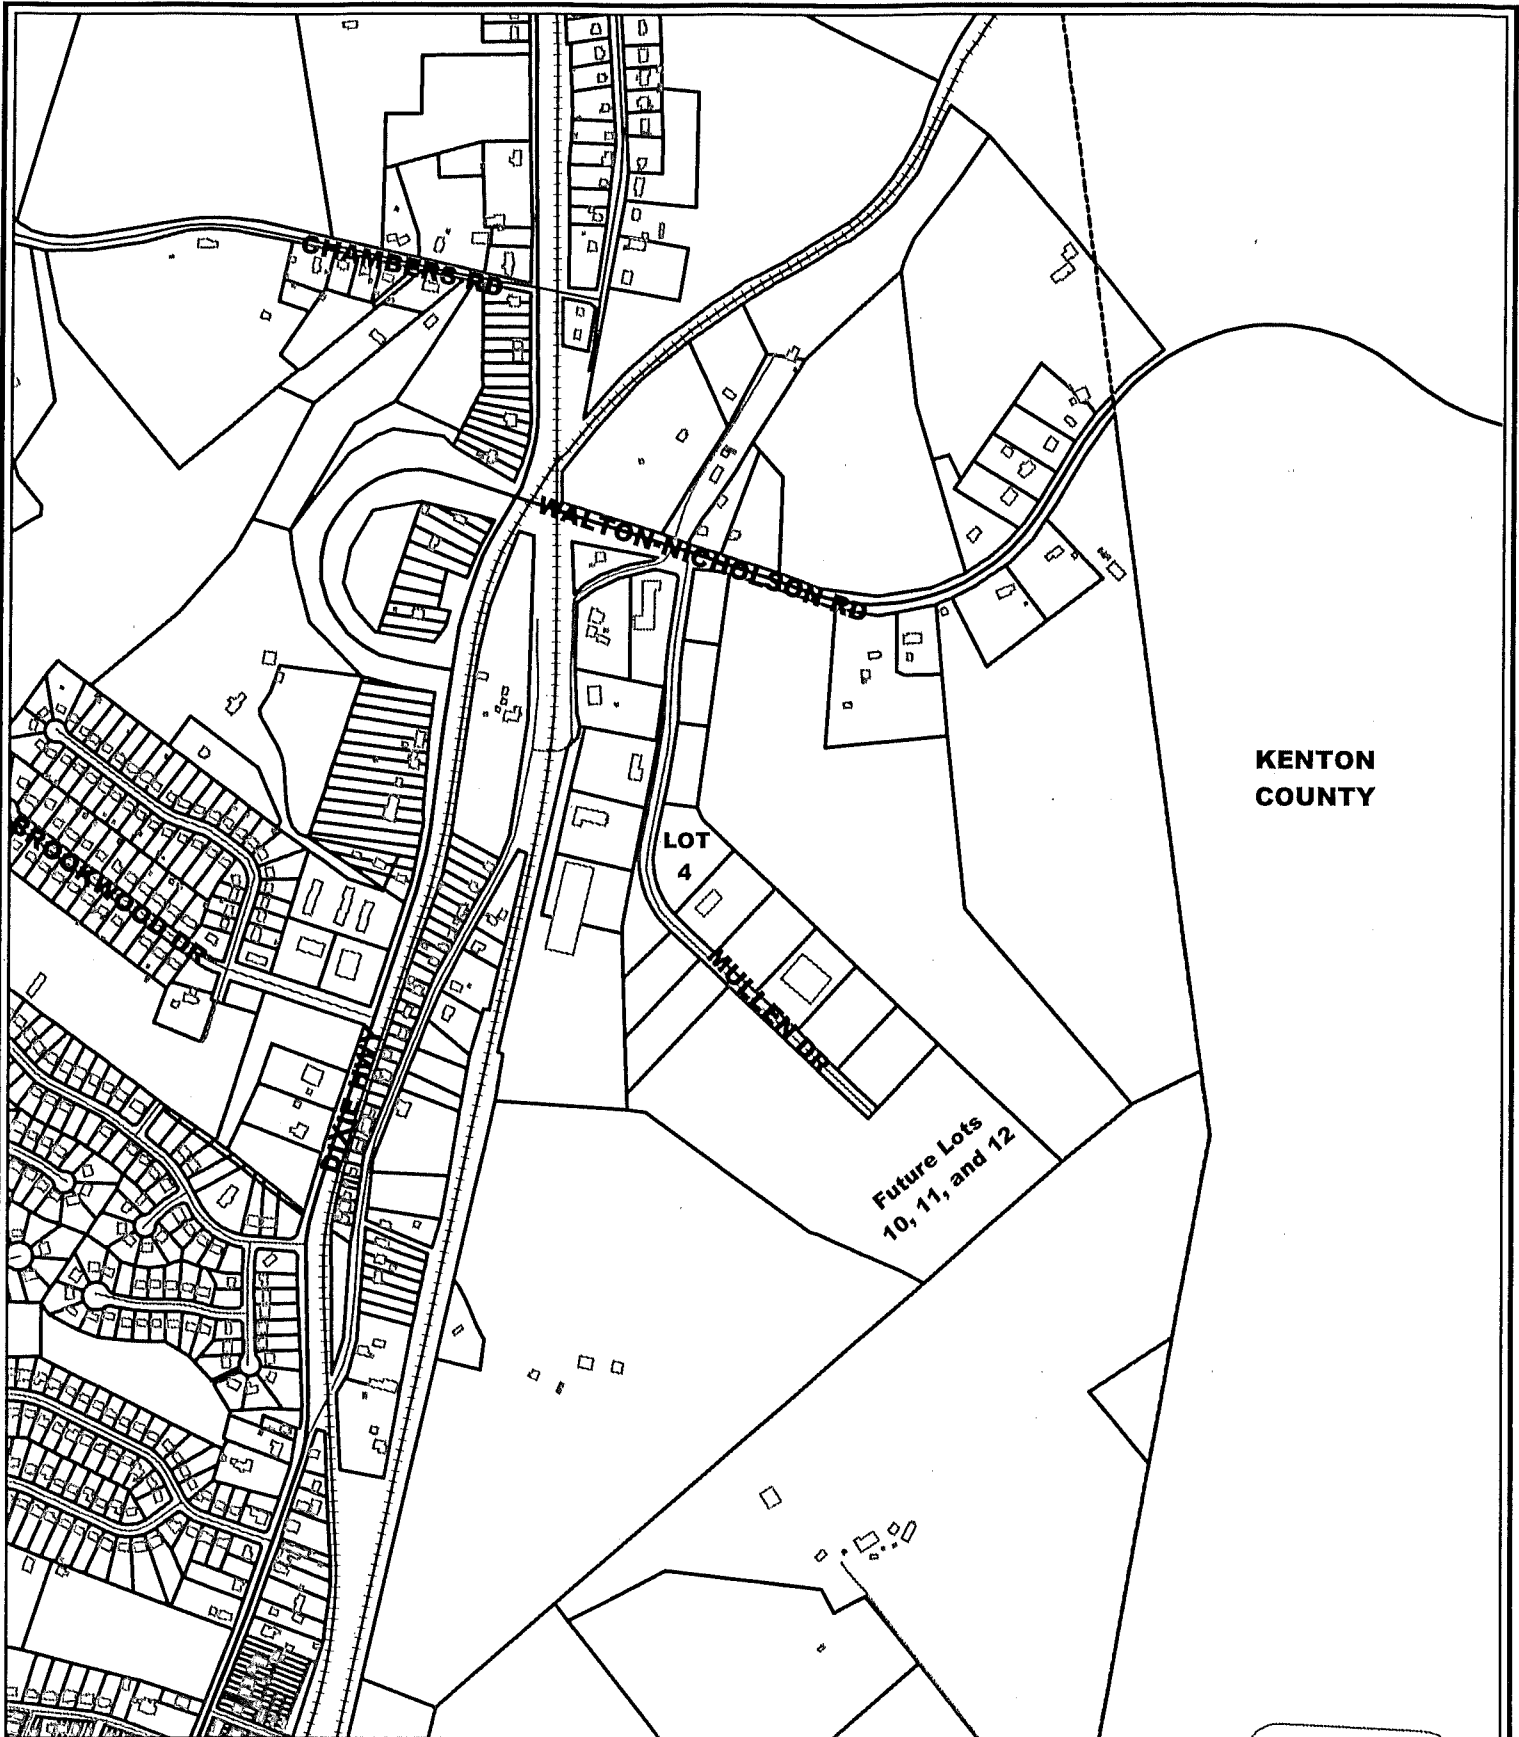 CHAMBERS RD
WALTON-NICHOLSON RD
KENTON
COUNTY
LOT
4
BROOKWOOD DR
MULLEN DR
DIXIE HWY
Future Lots
10, 11, and 12